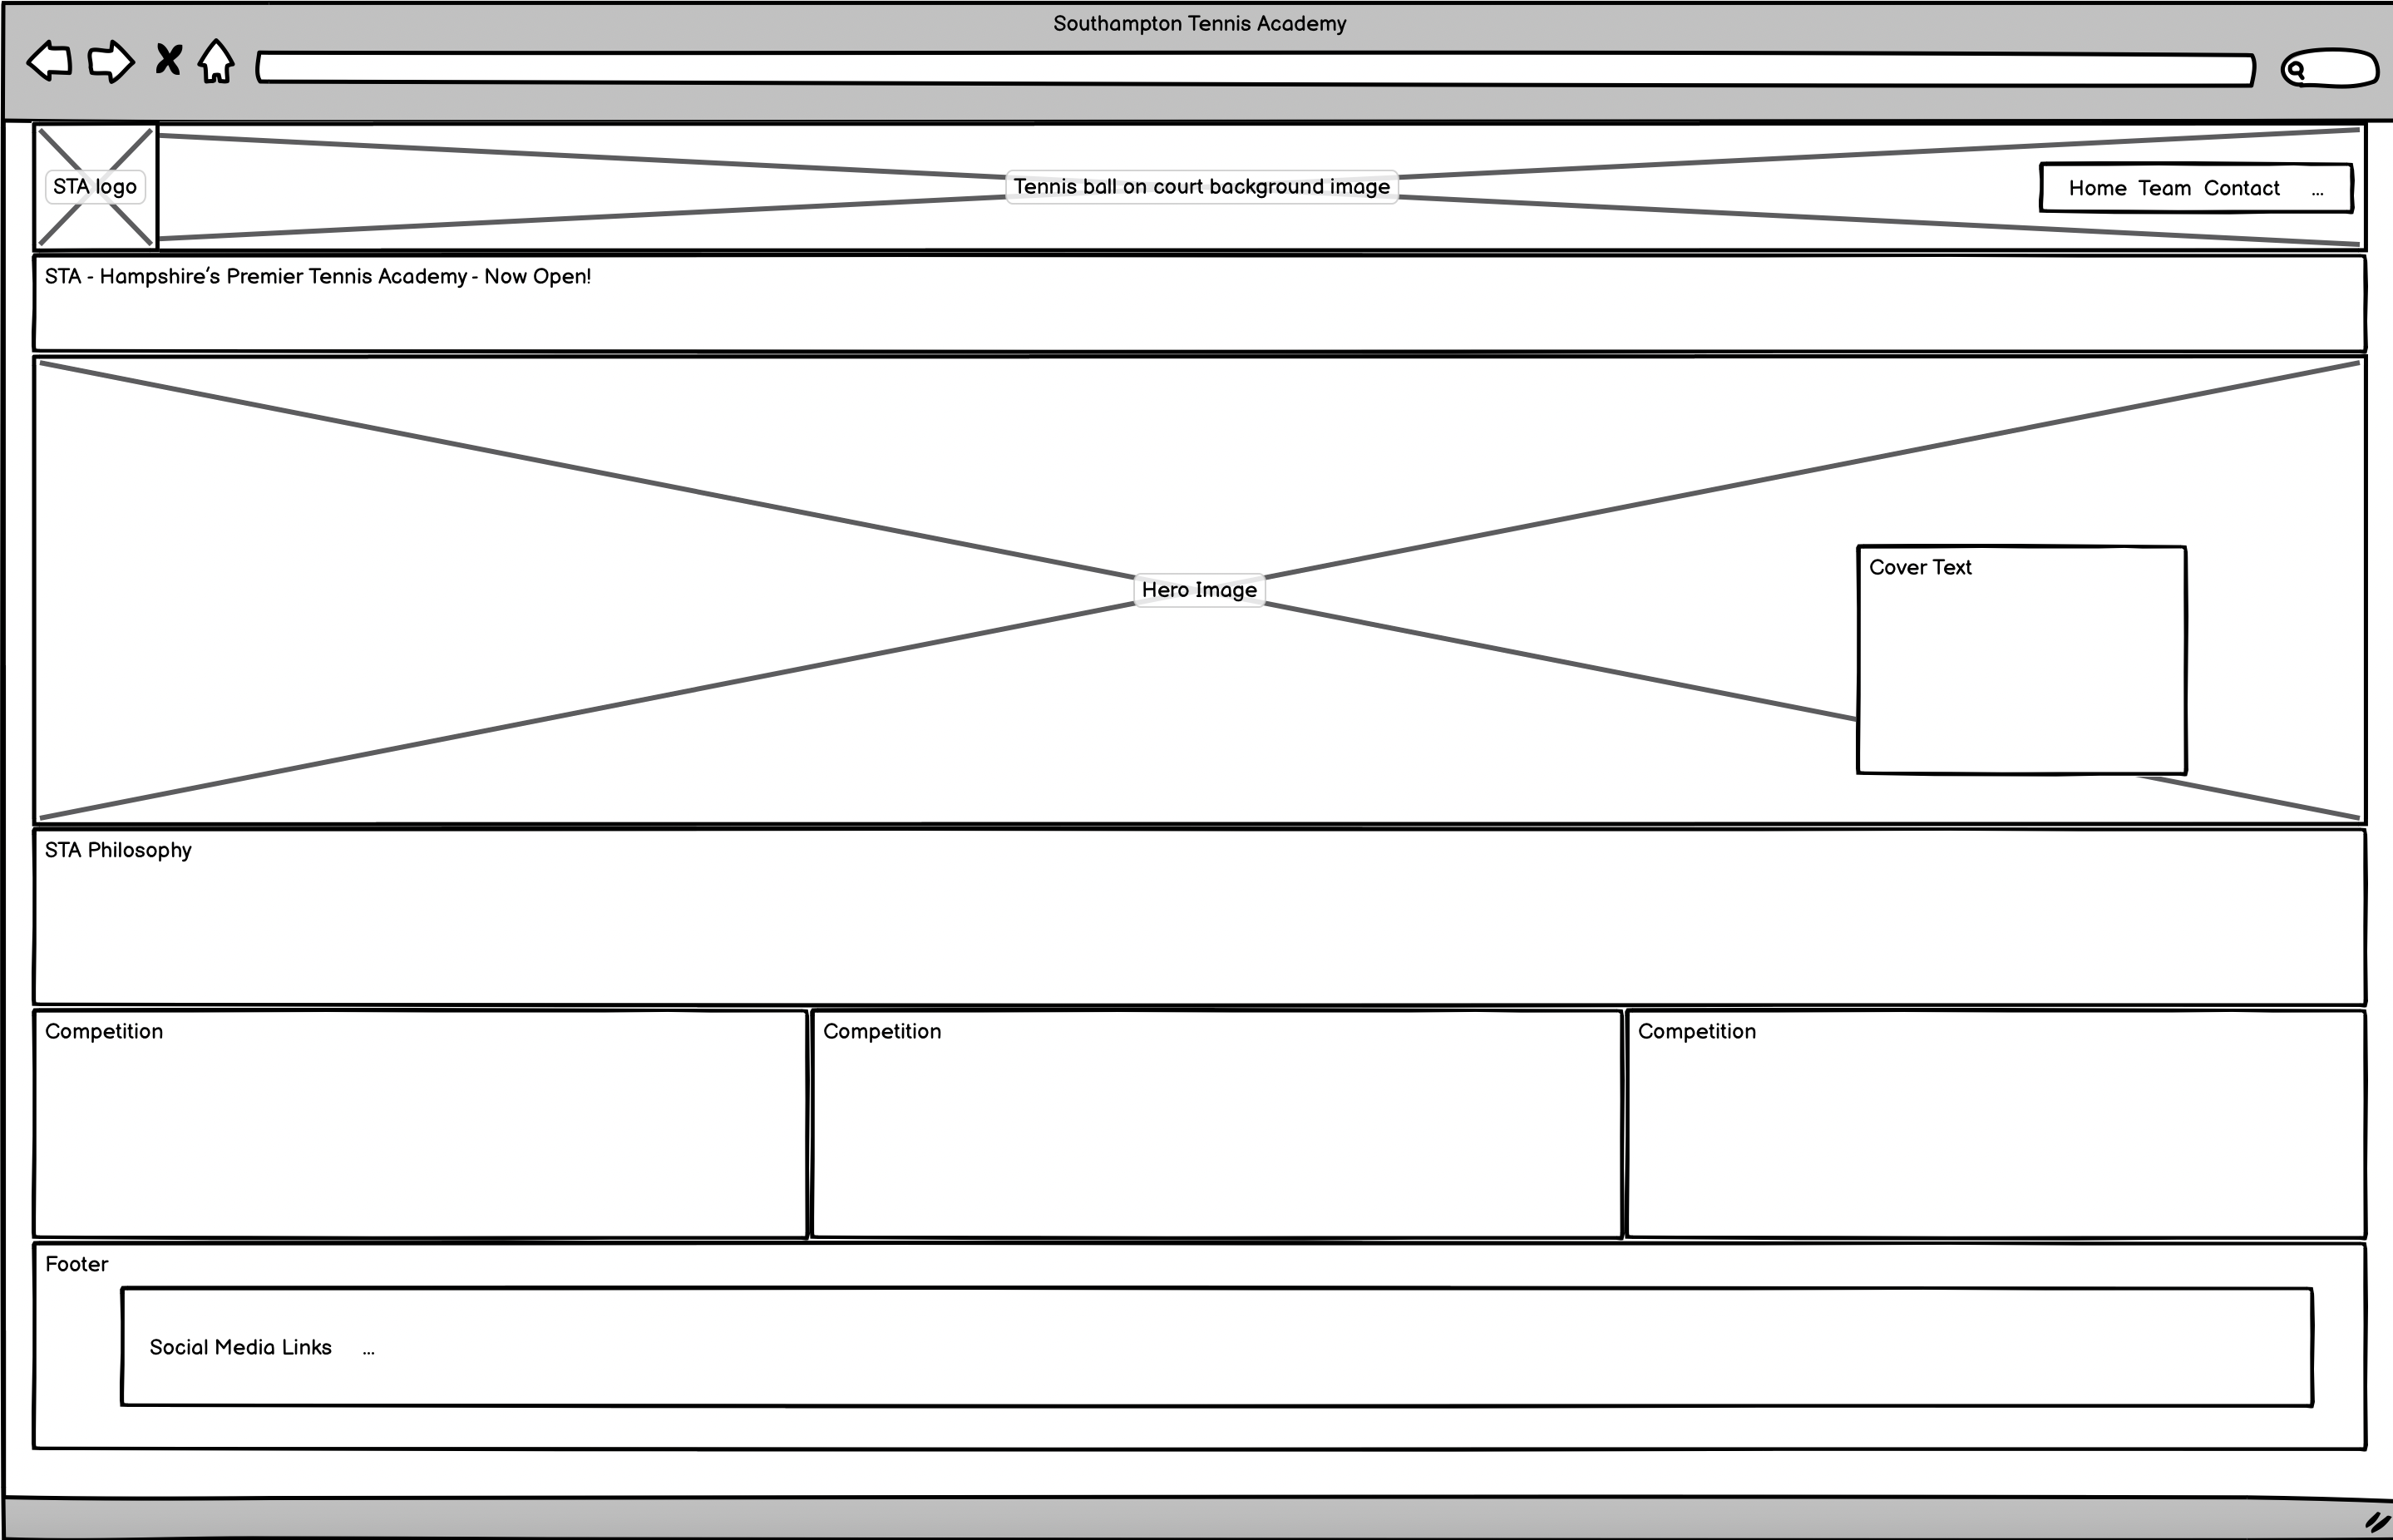 Southampton Tennis Academy
STA logo
Tennis ball on court background image
Home Team Contact ...
STA - Hampshire's Premier Tennis Academy - Now Open!
Hero Image
Cover Text
STA Philosophy
Competition
Competition
Competition
Footer
Social Media Links ...